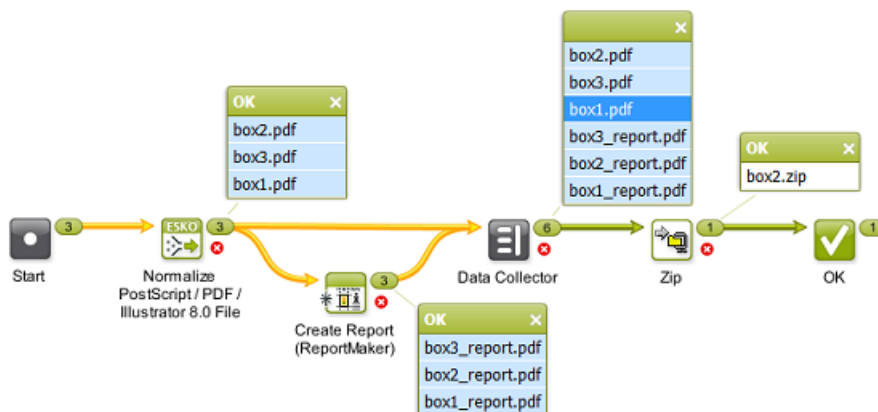 box2.pdf
box3.pdf
box1.pdf
box3_report.pdf
box2_report.pdf
box1_report.pdf
OK
box2.pdf
box3.pdf
box1.pdf
OK
box2.zip
3
ESKO
3
6
1
1
Start
Normalize
PostScript / PDF /
Illustrator 8.0 File
3
Create Report
(ReportMaker)
Data Collector
Zip
OK
OK
box3_report.pdf
box2_report.pdf
box1_report.pdf